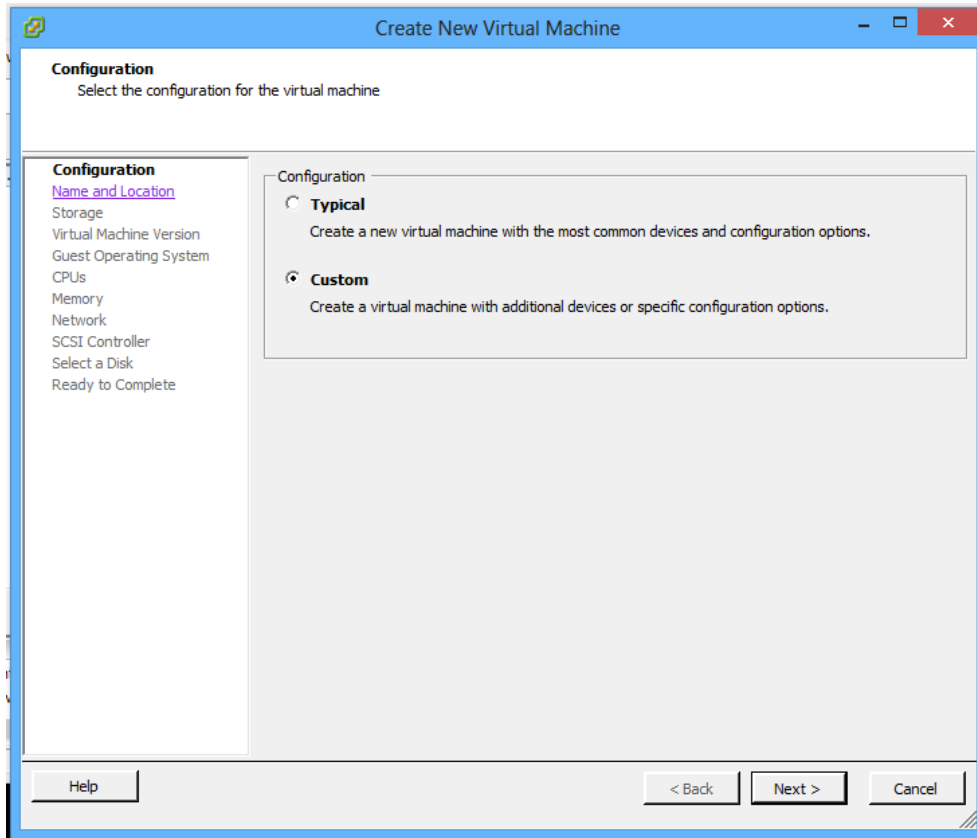 Create New Virtual Machine
Configuration
Select the configuration for the virtual machine
Configuration
Name and Location
Storage
Virtual Machine Version
Guest Operating System
CPUs
Memory
Network
SCSI Controller
Select a Disk
Ready to Complete
Configuration
Typical
Create a new virtual machine with the most common devices and configuration options.
Custom
Create a virtual machine with additional devices or specific configuration options.
Help
< Back
Next >
Cancel